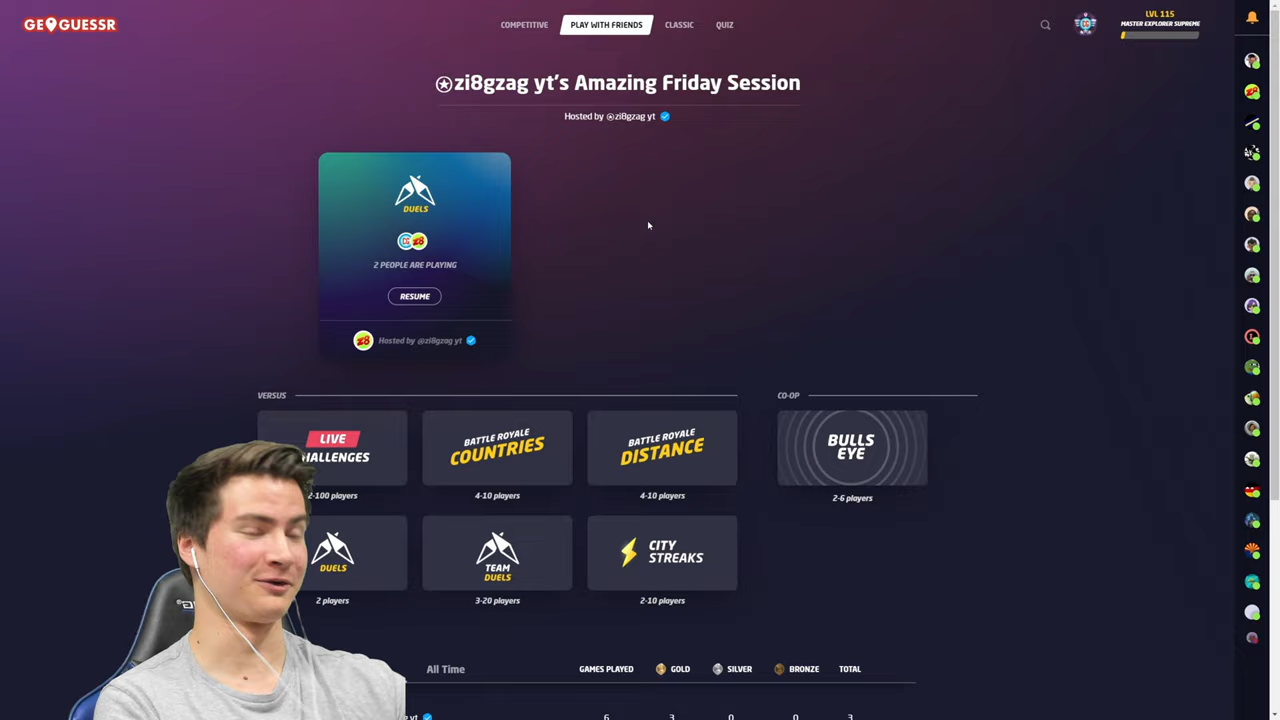 GEOGUESSR
COMPETITIVE
PLAY WITH FRIENDS
CLASSIC
QUIZ
LVL 115
MASTER EXPLORER SUPREME
zi8gzag yt's Amazing Friday Session
Hosted by zi8gzag yt
DUELS
CG Z8
2 PEOPLE ARE PLAYING
RESUME
Z8 Hosted by @zi8gzag yt
VERSUS
CO-OP
LIVE
HALLENGES
2-100 players
BATTLE ROYALE
COUNTRIES
4-10 players
BATTLE ROYALE
DISTANCE
4-10 players
BULLS
EYE
2-6 players
DUELS
2 players
TEAM
DUELS
3-20 players
CITY
STREAKS
2-10 players
All Time
GAMES PLAYED
GOLD
SILVER
BRONZE
TOTAL
yt
6
3
0
0
3